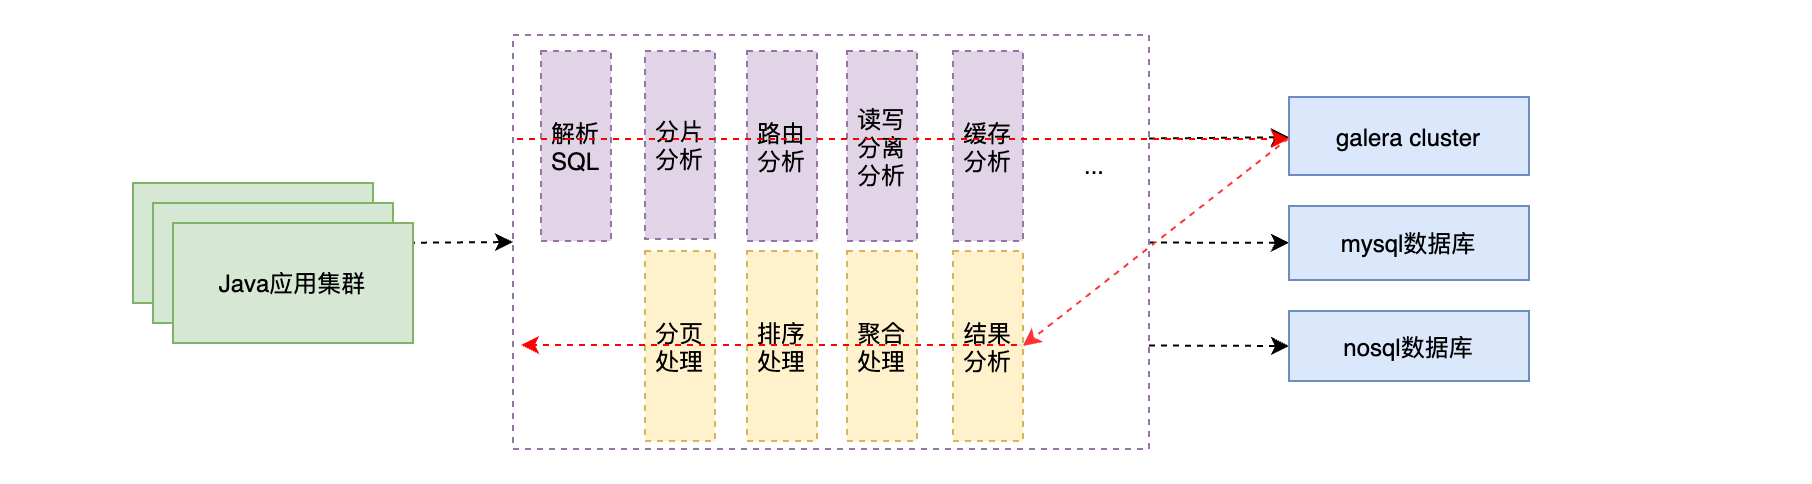 Java应用集群
解析
SQL
分片
分析
路由
分析
读写
分离
分析
缓存
分析
...
分页
处理
排序
处理
聚合
处理
结果
分析
galera cluster
mysql数据库
nosql数据库